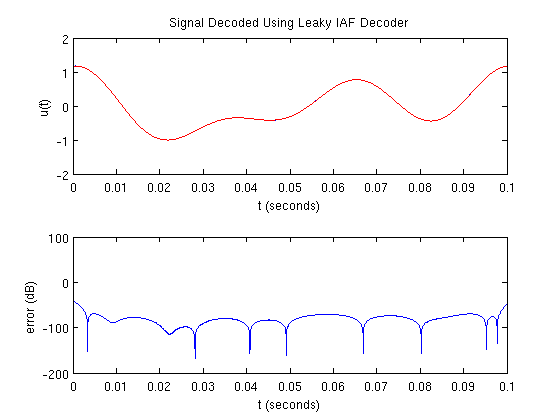 Signal Decoded Using Leaky IAF Decoder
2
1
0
-1
-2
u(t)
0 0.01 0.02 0.03 0.04 0.05 0.06 0.07 0.08 0.09 0.1
t (seconds)
100
0
-100
-200
error (dB)
0 0.01 0.02 0.03 0.04 0.05 0.06 0.07 0.08 0.09 0.1
t (seconds)